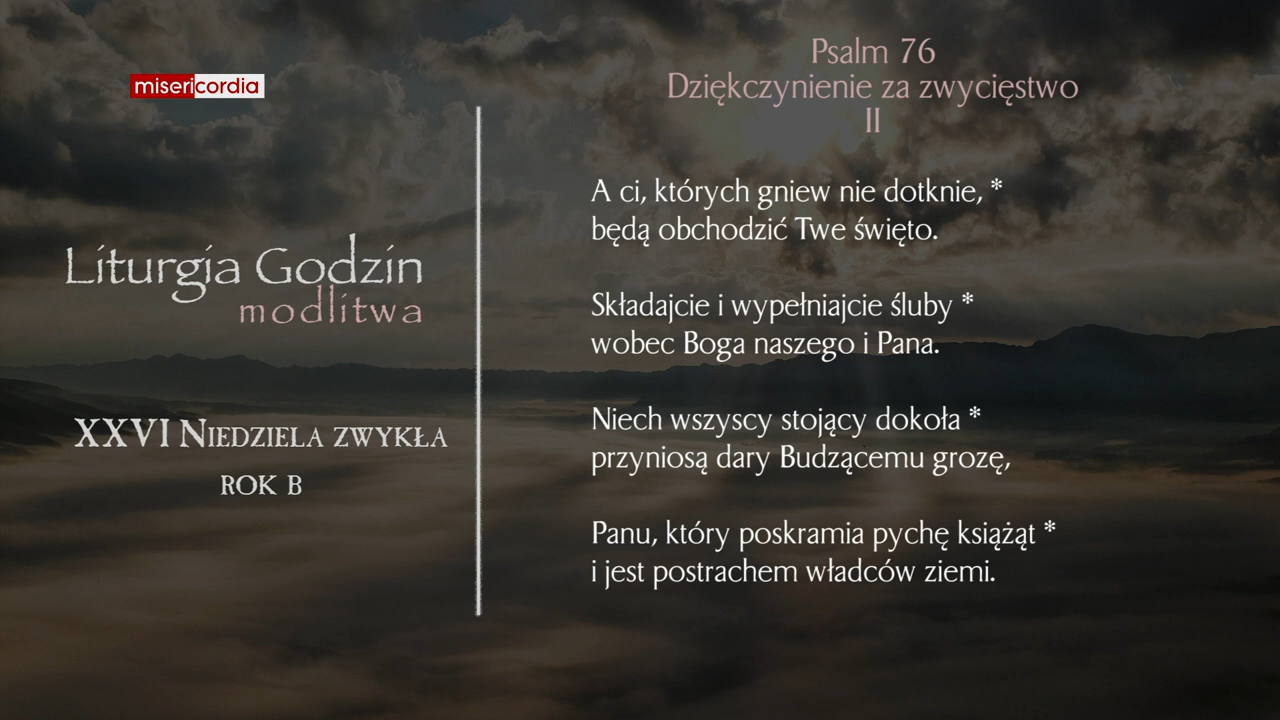 misericordia
Liturgia Godzin
modlitwa
XXVI Niedziela zwykła
rok B
Psalm 76
Dziękczynienie za zwycięstwo
II
A ci, których gniew nie dotknie, *
będą obchodzić Twe święto.
Składajcie i wypełniajcie śluby *
wobec Boga naszego i Pana.
Niech wszyscy stojący dokoła *
przyniosą dary Budzącemu grozę,
Panu, który poskramia pychę książąt *
i jest postrachem władców ziemi.